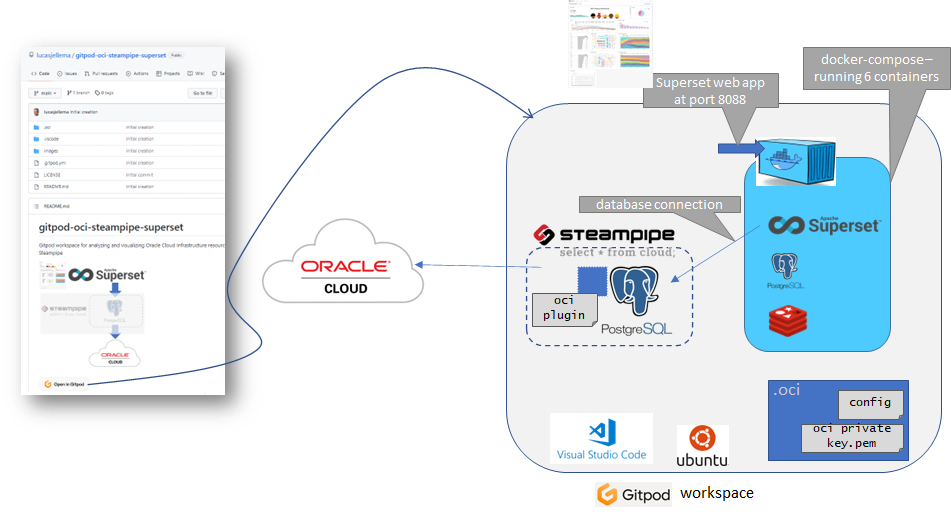 lucasjellema / gitpod-oci-steampipe-superset Public
Code Issues Pull requests Actions Projects Wiki
main 1 branch 0 tags Go to file
lucasjellema Initial creation
.oci Initial creation
.vscode Initial creation
images Initial creation
.gitpod.yml Initial creation
LICENSE Initial commit
README.md Initial creation
README.md
gitpod-oci-steampipe-superset
Gitpod workspace for analyzing and visualizing Oracle Cloud Infrastructure resourc
Steampipe
Superset
steampipe
PostgreSQL
ORACLE
CLOUD
Open in Gitpod
ORACLE
CLOUD
Superset web app
at port 8088
docker-compose –
running 6 containers
database connection
steampipe
select * from cloud;
oci
plugin
PostgreSQL
Apache
Superset™
PostgreSQL
.oci
config
oci private
key.pem
Visual Studio Code
ubuntu
Gitpod workspace